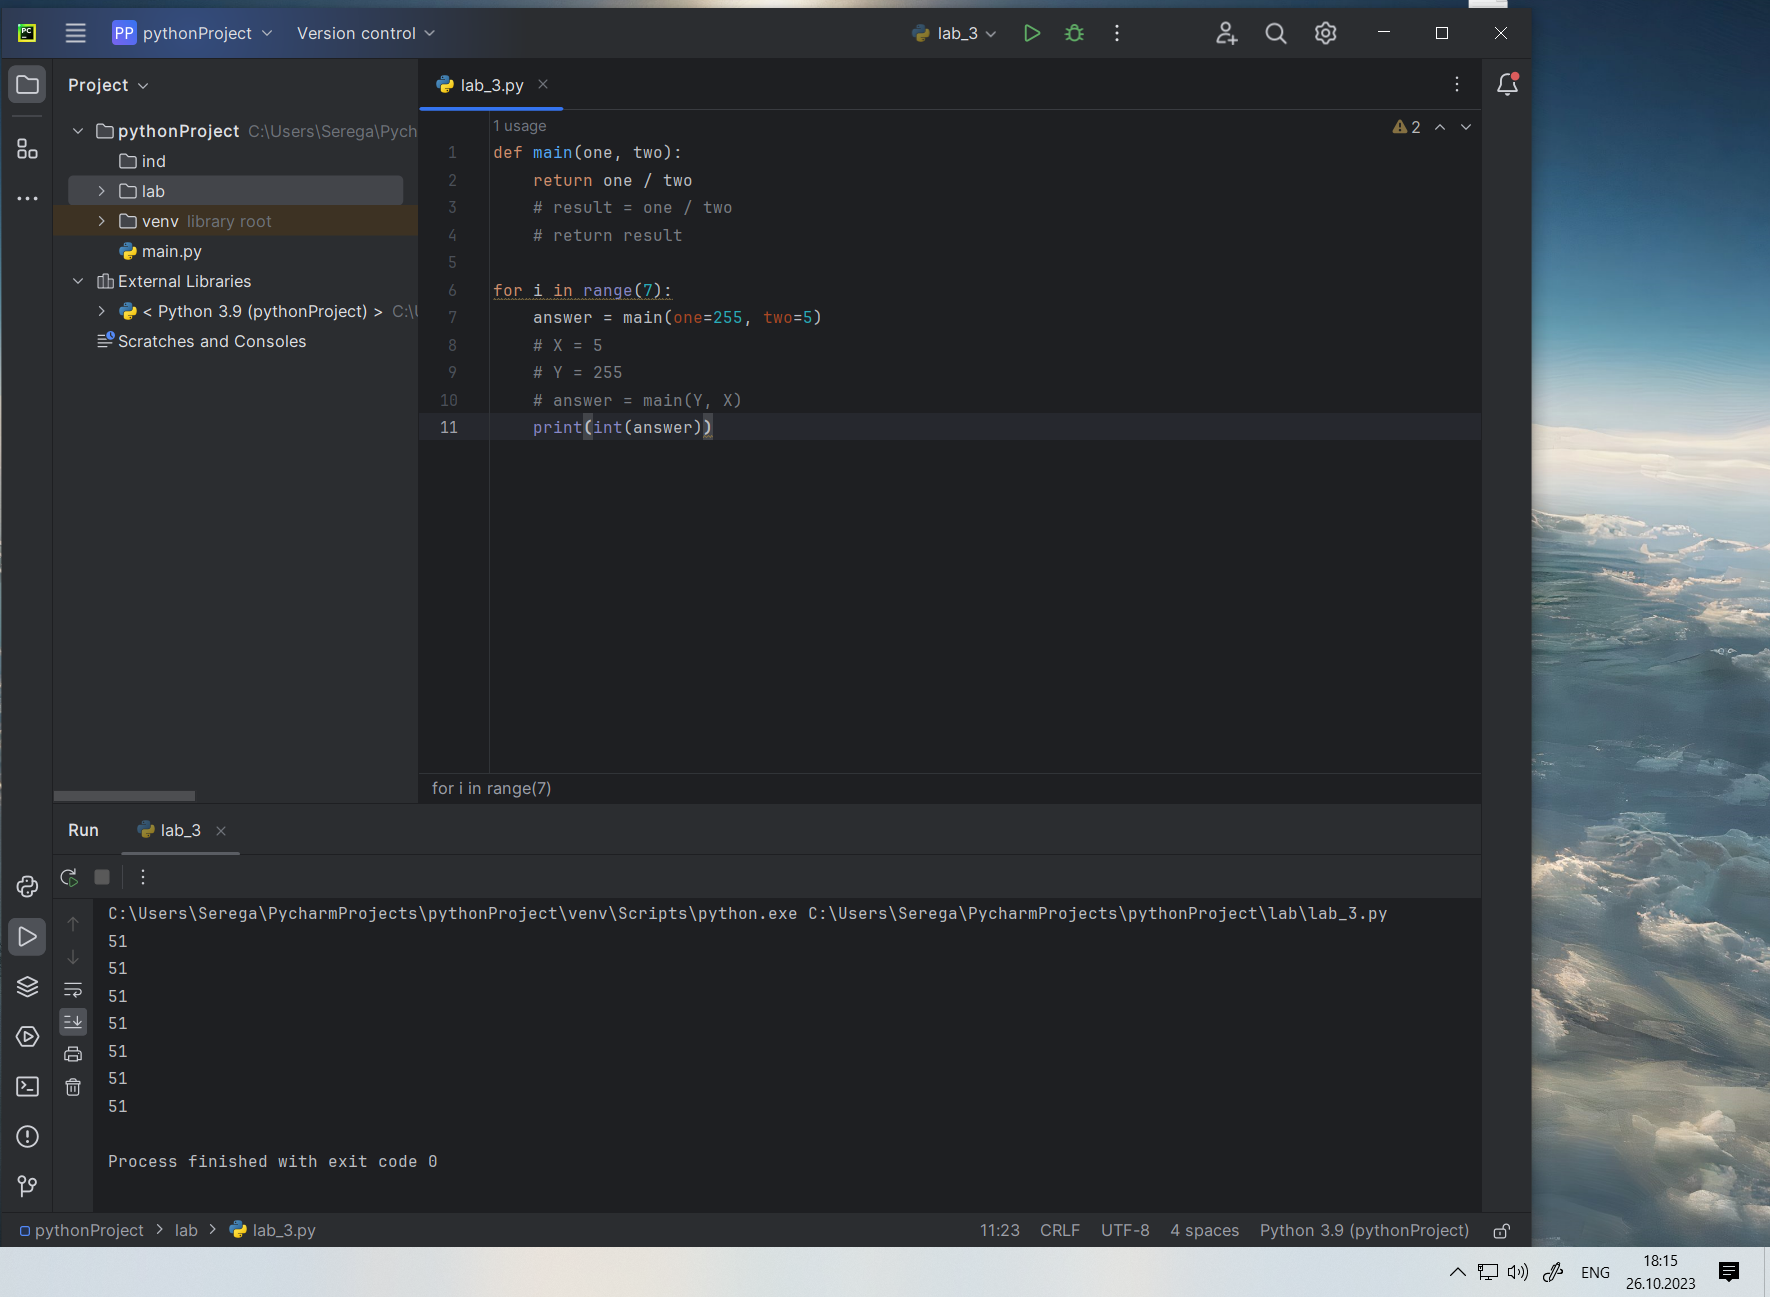 PC
PP pythonProject Version control lab_3
Project
lab_3.py
pythonProject C:\Users\Serega\Pych
ind
lab
venv library root
main.py
External Libraries
< Python 3.9 (pythonProject) > C:\U
Scratches and Consoles
1 usage
2
1 def main(one, two):
2     return one / two
3     # result = one / two
4     # return result
5
6 for i in range(7):
7     answer = main(one=255, two=5)
8     # X = 5
9     # Y = 255
10     # answer = main(Y, X)
11     print(int(answer))
for i in range(7)
Run lab_3
C:\Users\Serega\PycharmProjects\pythonProject\venv\Scripts\python.exe C:\Users\Serega\PycharmProjects\pythonProject\lab\lab_3.py
51
51
51
51
51
51
51
Process finished with exit code 0
pythonProject > lab > lab_3.py 11:23 CRLF UTF-8 4 spaces Python 3.9 (pythonProject)
ENG
18:15
26.10.2023